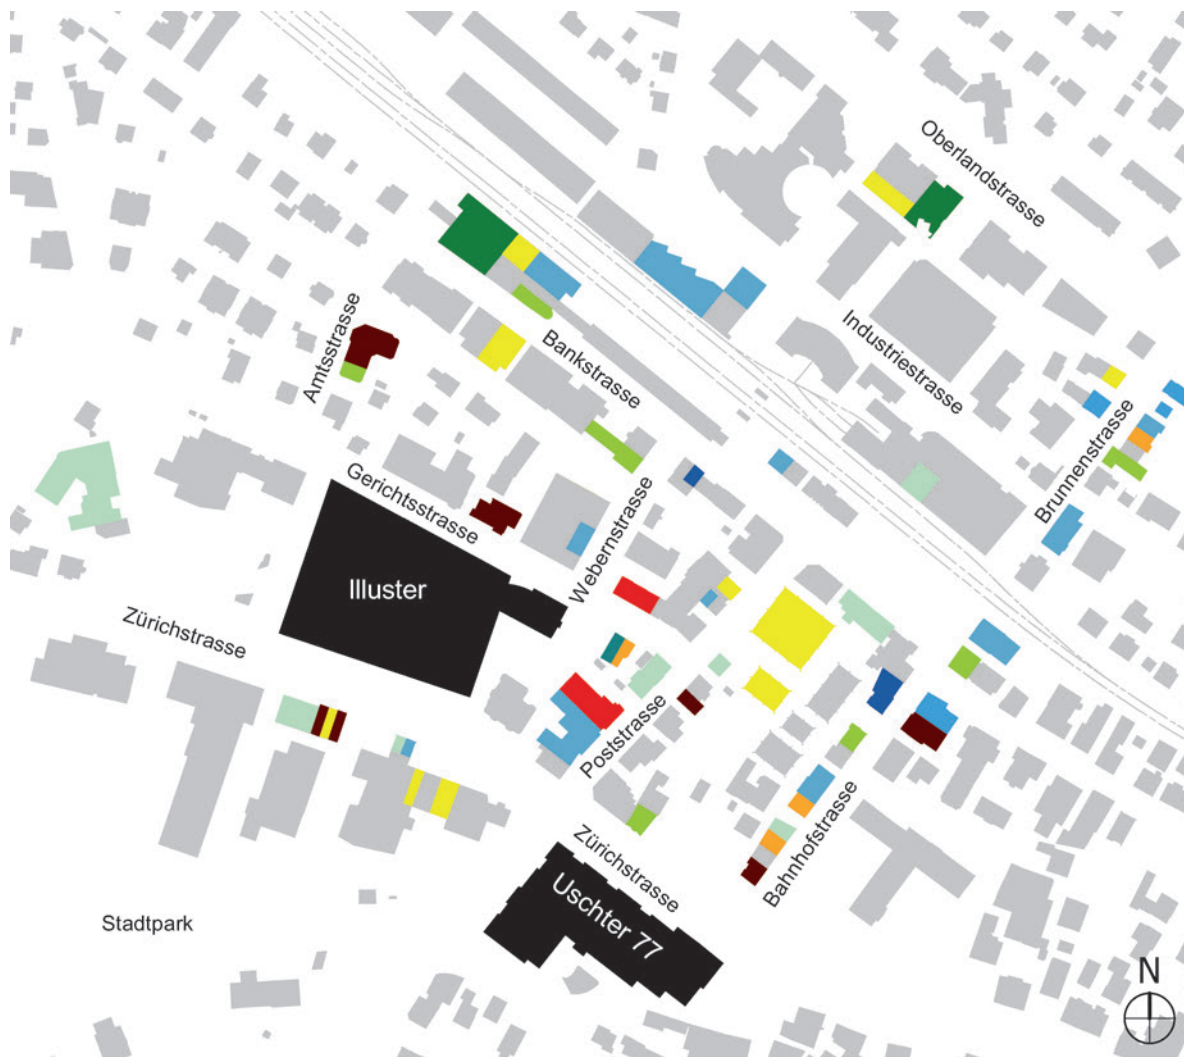 Oberlandstrasse
Amtsstrasse
Bankstrasse
Industriestrasse
Brunnenstrasse
Gerichtsstrasse
Webernstrasse
Illuster
Zürichstrasse
Poststrasse
Bahnhofstrasse
Zürichstrasse
Uschter 77
Stadtpark
N